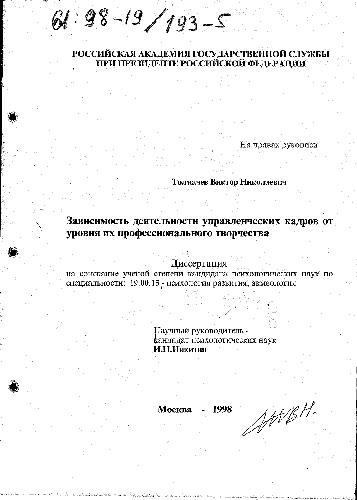 61:98-19/193-5
РОССИЙСКАЯ АКАДЕМИЯ ГОСУДАРСТВЕННОЙ СЛУЖБЫ
ПРИ ПРЕЗИДЕНТЕ РОССИЙСКОЙ ФЕДЕРАЦИИ
На правах рукописи
Толкачев Виктор Николаевич
Зависимость деятельности управленческих кадров от
уровня их профессионального творчества
Диссертация
на соискание ученой степени кандидата психологических наук по
специальности: 19.00.13 - психология развития, акмеология
Научный руководитель -
кандидат психологических наук
И.П.Никитин
Москва - 1998